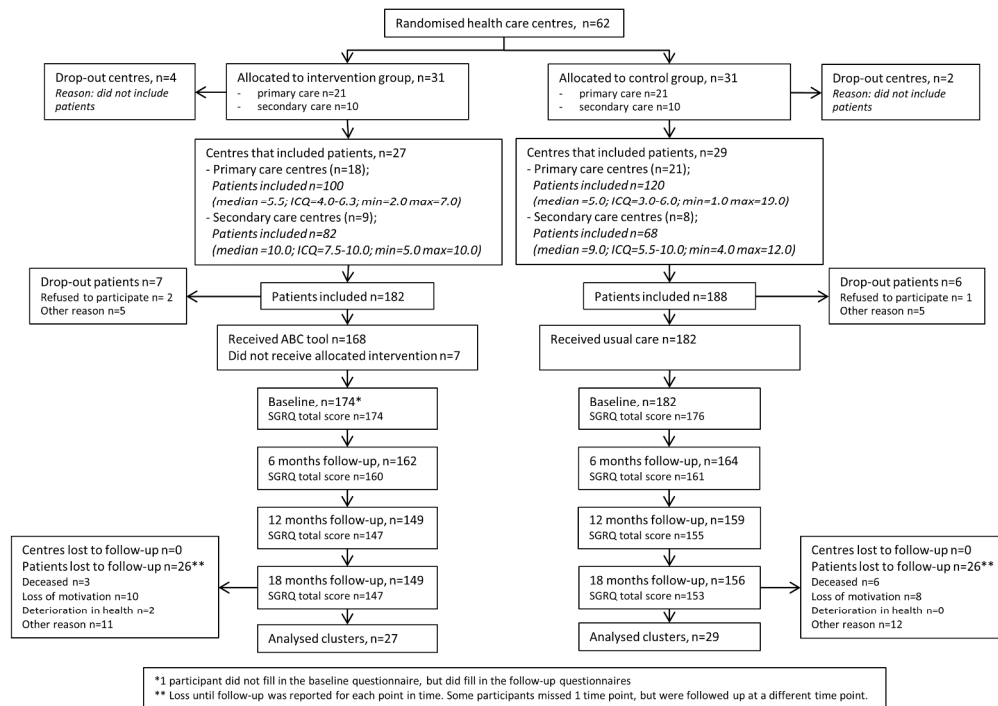 Randomised health care centres, n=62
Drop-out centres, n=4
Reason: did not include
patients
Allocated to intervention group, n=31
- primary care n=21
- secondary care n=10
Allocated to control group, n=31
- primary care n=21
- secondary care n=10
Drop-out centres, n=2
Reason: did not include
patients
Centres that included patients, n=27
- Primary care centres (n=18);
Patients included n=100
(median =5.5; ICQ=4.0-6.3; min=2.0 max=7.0)
- Secondary care centres (n=9);
Patients included n=82
(median =10.0; ICQ=7.5-10.0; min=5.0 max=10.0)
Centres that included patients, n=29
- Primary care centres (n=21);
Patients included n=120
(median =5.0; ICQ=3.0-6.0; min=1.0 max=19.0)
- Secondary care centres (n=8);
Patients included n=68
(median =9.0; ICQ=5.5-10.0; min=4.0 max=12.0)
Drop-out patients n=7
Refused to participate n= 2
Other reason n=5
Patients included n=182
Patients included n=188
Drop-out patients n=6
Refused to participate n= 1
Other reason n=5
Received ABC tool n=168
Did not receive allocated intervention n=7
Received usual care n=182
Baseline, n=174*
SGRQ total score n=174
Baseline, n=182
SGRQ total score n=176
6 months follow-up, n=162
SGRQ total score n=160
6 months follow-up, n=164
SGRQ total score n=161
12 months follow-up, n=149
SGRQ total score n=147
12 months follow-up, n=159
SGRQ total score n=155
Centres lost to follow-up n=0
Patients lost to follow-up n=26**
Deceased n=3
Loss of motivation n=10
Deterioration in health n=2
Other reason n=11
18 months follow-up, n=149
SGRQ total score n=147
18 months follow-up, n=156
SGRQ total score n=153
Centres lost to follow-up n=0
Patients lost to follow-up n=26**
Deceased n=6
Loss of motivation n=8
Deterioration in health n=0
Other reason n=12
Analysed clusters, n=27
Analysed clusters, n=29
*1 participant did not fill in the baseline questionnaire, but did fill in the follow-up questionnaires
** Loss until follow-up was reported for each point in time. Some participants missed 1 time point, but were followed up at a different time point.